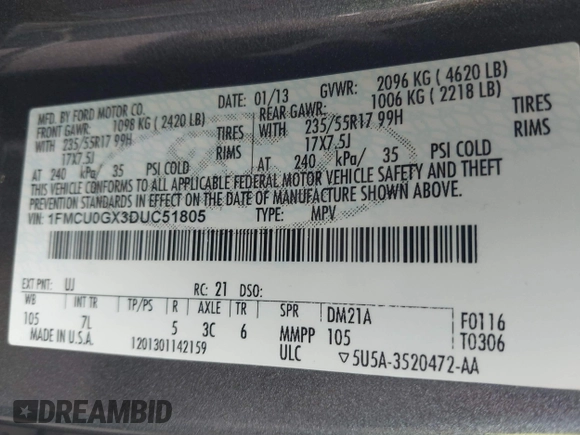 MFD. BY FORD MOTOR CO. DATE: 01/13 GVWR: 2096 KG ( 4620 LB)
FRONT GAWR: 1098 KG ( 2420 LB) REAR GAWR: 1006 KG ( 2218 LB)
WITH 235/55R17 99H TIRES WITH 235/55R17 99H TIRES
17X7.5J RIMS 17X7.5J RIMS
AT 240 kPa/ 35 PSI COLD AT 240 kPa/ 35 PSI COLD
THIS VEHICLE CONFORMS TO ALL APPLICABLE FEDERAL MOTOR VEHICLE SAFETY AND THEFT
PREVENTION STANDARDS IN EFFECT ON THE DATE OF MANUFACTURE SHOWN ABOVE.
VIN: 1FMCU0GX3DUC51805 TYPE: MPV
EXT PNT: UJ RC: 21 DSO:
WB INT TR TP/PS R AXLE TR SPR DM21A F0116
105 7L 5 3C 6 MMPP 105 T0306
MADE IN U.S.A. 1201301142159 ULC ▽5U5A-3520472-AA
DREAMBID